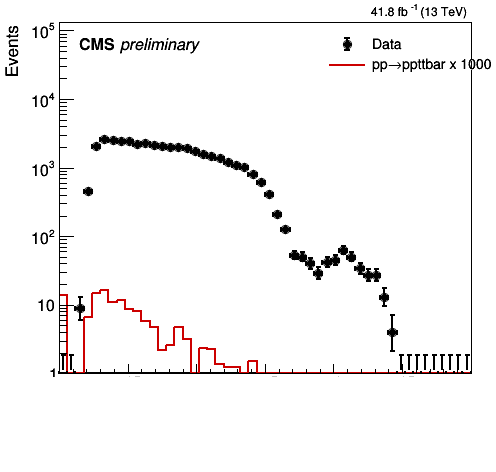 41.8 fb⁻¹ (13 TeV)
Events
CMS preliminary
Data
pp→ppttbar x 1000
10⁵
10⁴
10³
10²
10
1